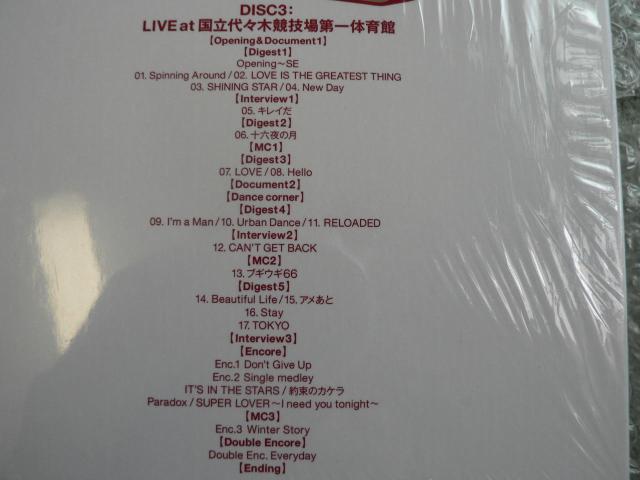 DISC3:
LIVE at 国立代々木競技場第一体育館
【Opening&Document1】
【Digest1】
Opening～SE
01. Spinning Around / 02. LOVE IS THE GREATEST THING
03. SHINING STAR / 04. New Day
【Interview1】
05. キレイだ
【Digest2】
06. 十六夜の月
【MC1】
【Digest3】
07. LOVE / 08. Hello
【Document2】
【Dance corner】
【Digest4】
09. I'm a Man / 10. Urban Dance / 11. RELOADED
【Interview2】
12. CAN'T GET BACK
【MC2】
13. ブギウギ66
【Digest5】
14. Beautiful Life / 15. アメあと
16. Stay
17. TOKYO
【Interview3】
【Encore】
Enc.1 Don't Give Up
Enc.2 Single medley
IT'S IN THE STARS / 約束のカケラ
Paradox / SUPER LOVER～I need you tonight～
【MC3】
Enc.3 Winter Story
【Double Encore】
Double Enc. Everyday
【Ending】